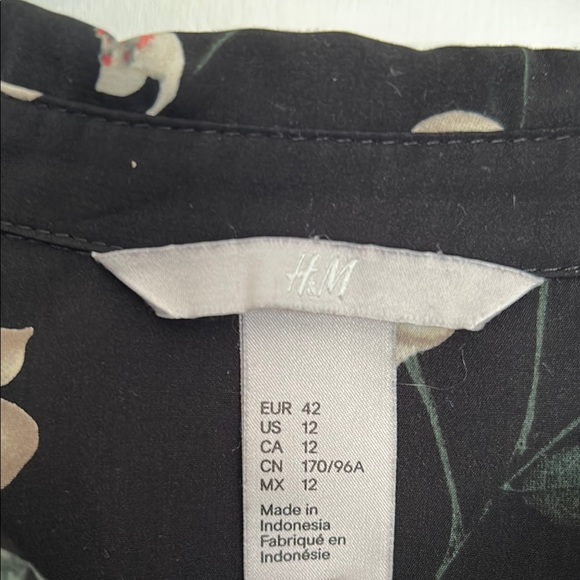 H&M
EUR 42
US 12
CA 12
CN 170/96A
MX 12
Made in
Indonesia
Fabriqué en
Indonésie